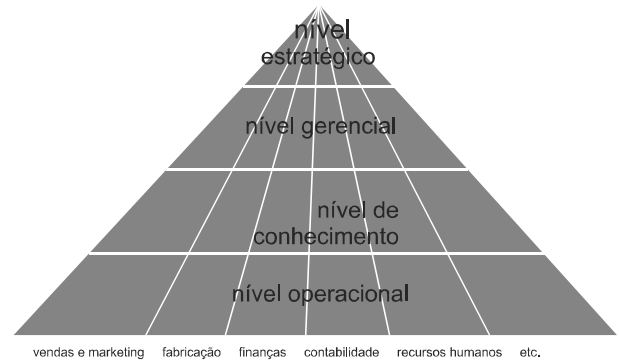 nível
estratégico
nível gerencial
nível de
conhecimento
nível operacional
vendas e marketing fabricação finanças contabilidade recursos humanos etc.